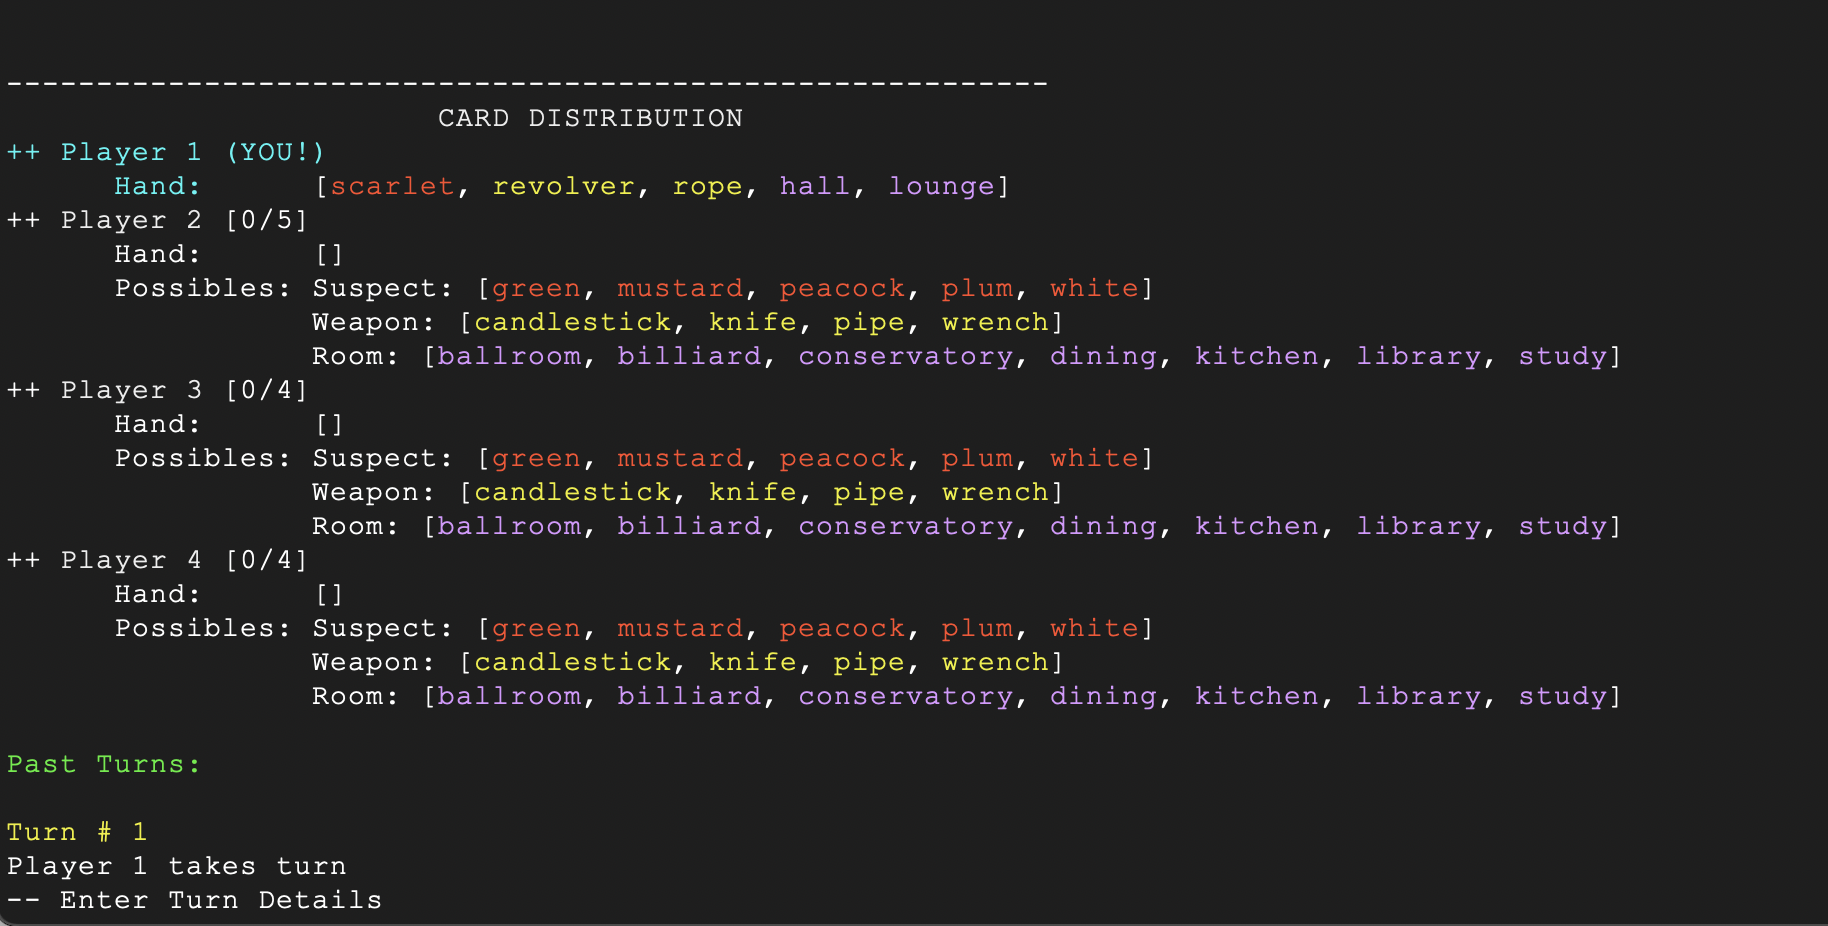 ----------------------------------------------------------
CARD DISTRIBUTION
++ Player 1 (YOU!)
Hand: [scarlet, revolver, rope, hall, lounge]
++ Player 2 [0/5]
Hand: []
Possibles: Suspect: [green, mustard, peacock, plum, white]
Weapon: [candlestick, knife, pipe, wrench]
Room: [ballroom, billiard, conservatory, dining, kitchen, library, study]
++ Player 3 [0/4]
Hand: []
Possibles: Suspect: [green, mustard, peacock, plum, white]
Weapon: [candlestick, knife, pipe, wrench]
Room: [ballroom, billiard, conservatory, dining, kitchen, library, study]
++ Player 4 [0/4]
Hand: []
Possibles: Suspect: [green, mustard, peacock, plum, white]
Weapon: [candlestick, knife, pipe, wrench]
Room: [ballroom, billiard, conservatory, dining, kitchen, library, study]
Past Turns:
Turn # 1
Player 1 takes turn
-- Enter Turn Details